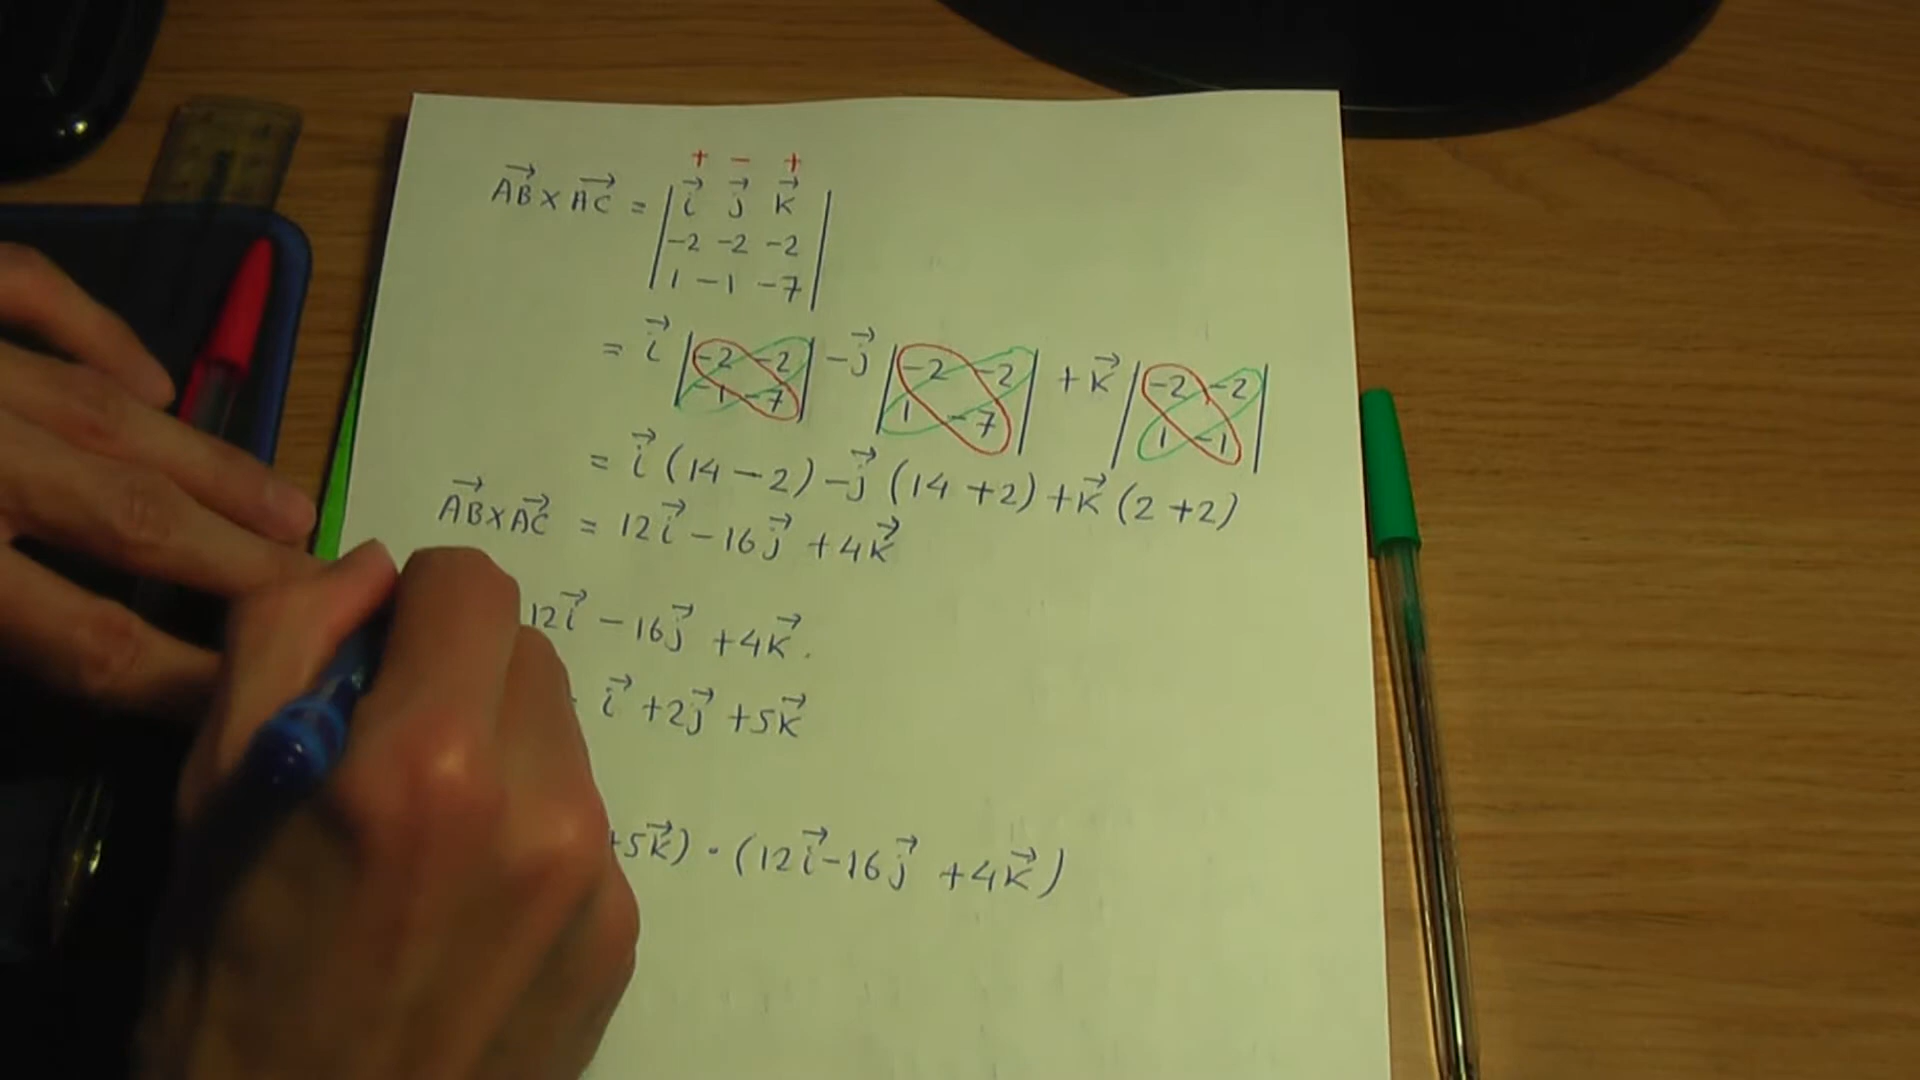 + − +
AB⃗ × AC⃗ = | i⃗ j⃗ k⃗ |
| −2 −2 −2 |
| 1 −1 −7 |
= i⃗ | −2 −2 | − j⃗ | −2 −2 | + k⃗ | −2 −2 |
| −1 −7 | | 1 −7 | | 1 −1 |
= i⃗ (14 − 2) − j⃗ (14 + 2) + k⃗ (2 + 2)
AB⃗ × AC⃗ = 12i⃗ − 16j⃗ + 4k⃗
12i⃗ − 16j⃗ + 4k⃗ .
i⃗ + 2j⃗ + 5k⃗
+5k⃗) · (12i⃗ − 16j⃗ + 4k⃗)